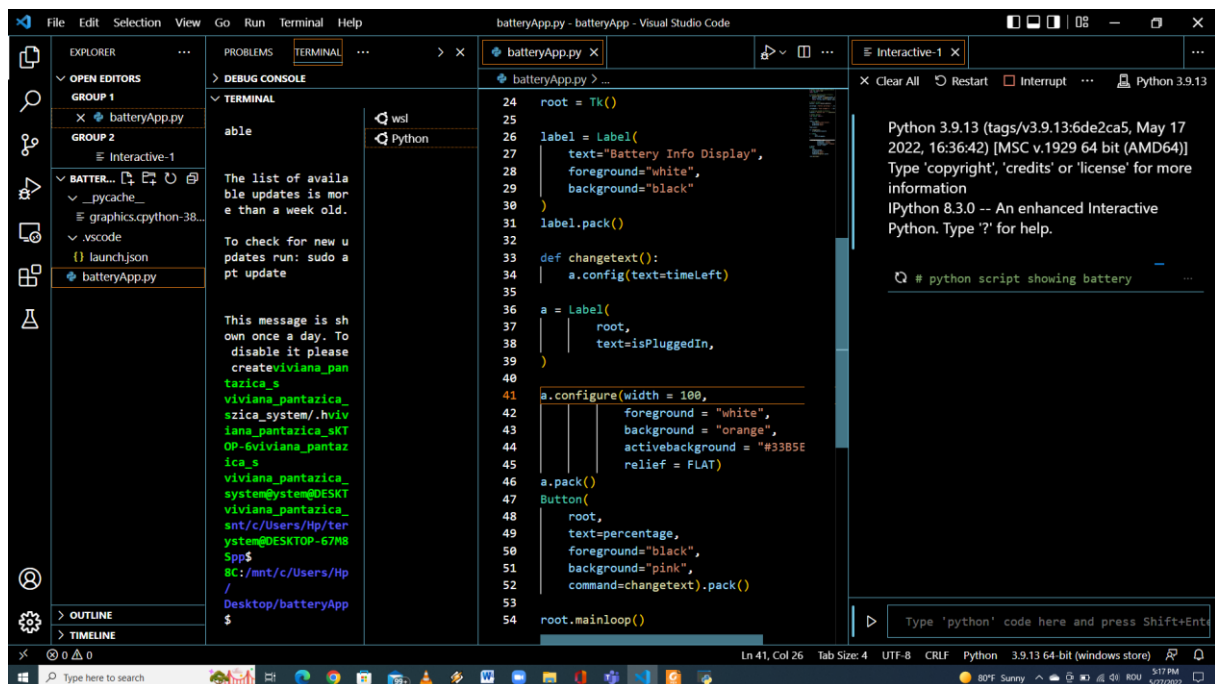 File Edit Selection View Go Run Terminal Help
batteryApp.py - batteryApp - Visual Studio Code
EXPLORER
OPEN EDITORS
GROUP 1
batteryApp.py
GROUP 2
Interactive-1
BATTER...
__pycache__
graphics.cpython-38...
.vscode
{} launch.json
batteryApp.py
OUTLINE
TIMELINE
PROBLEMS TERMINAL
DEBUG CONSOLE
TERMINAL
able
The list of availa
ble updates is mor
e than a week old.
To check for new u
pdates run: sudo a
pt update
This message is sh
own once a day. To
disable it please
createviviana_pan
tazica_s
viviana_pantazica_
szica_system/.hviv
iana_pantazica_sKT
OP-6viviana_pantaz
ica_s
viviana_pantazica_
system@ystem@DESKT
viviana_pantazica_
snt/c/Users/Hp/ter
ystem@DESKTOP-67M8
Spp$
8C:/mnt/c/Users/Hp
/
Desktop/batteryApp
$
wsl
Python
batteryApp.py
batteryApp.py > ...
24 root = Tk()
25
26 label = Label(
27 text="Battery Info Display",
28 foreground="white",
29 background="black"
30 )
31 label.pack()
32
33 def changetext():
34 a.config(text=timeLeft)
35
36 a = Label(
37 root,
38 text=isPluggedIn,
39 )
40
41 a.configure(width = 100,
42 foreground = "white",
43 background = "orange",
44 activebackground = "#33B5E
45 relief = FLAT)
46 a.pack()
47 Button(
48 root,
49 text=percentage,
50 foreground="black",
51 background="pink",
52 command=changetext).pack()
53
54 root.mainloop()
Interactive-1
Clear All Restart Interrupt ... Python 3.9.13
Python 3.9.13 (tags/v3.9.13:6de2ca5, May 17
2022, 16:36:42) [MSC v.1929 64 bit (AMD64)]
Type 'copyright', 'credits' or 'license' for more
information
IPython 8.3.0 -- An enhanced Interactive
Python. Type '?' for help.
# python script showing battery
Type 'python' code here and press Shift+Ente
0 0
Ln 41, Col 26 Tab Size: 4 UTF-8 CRLF Python 3.9.13 64-bit (windows store)
Type here to search
99+
80°F Sunny
ROU
5:17 PM
5/27/2022